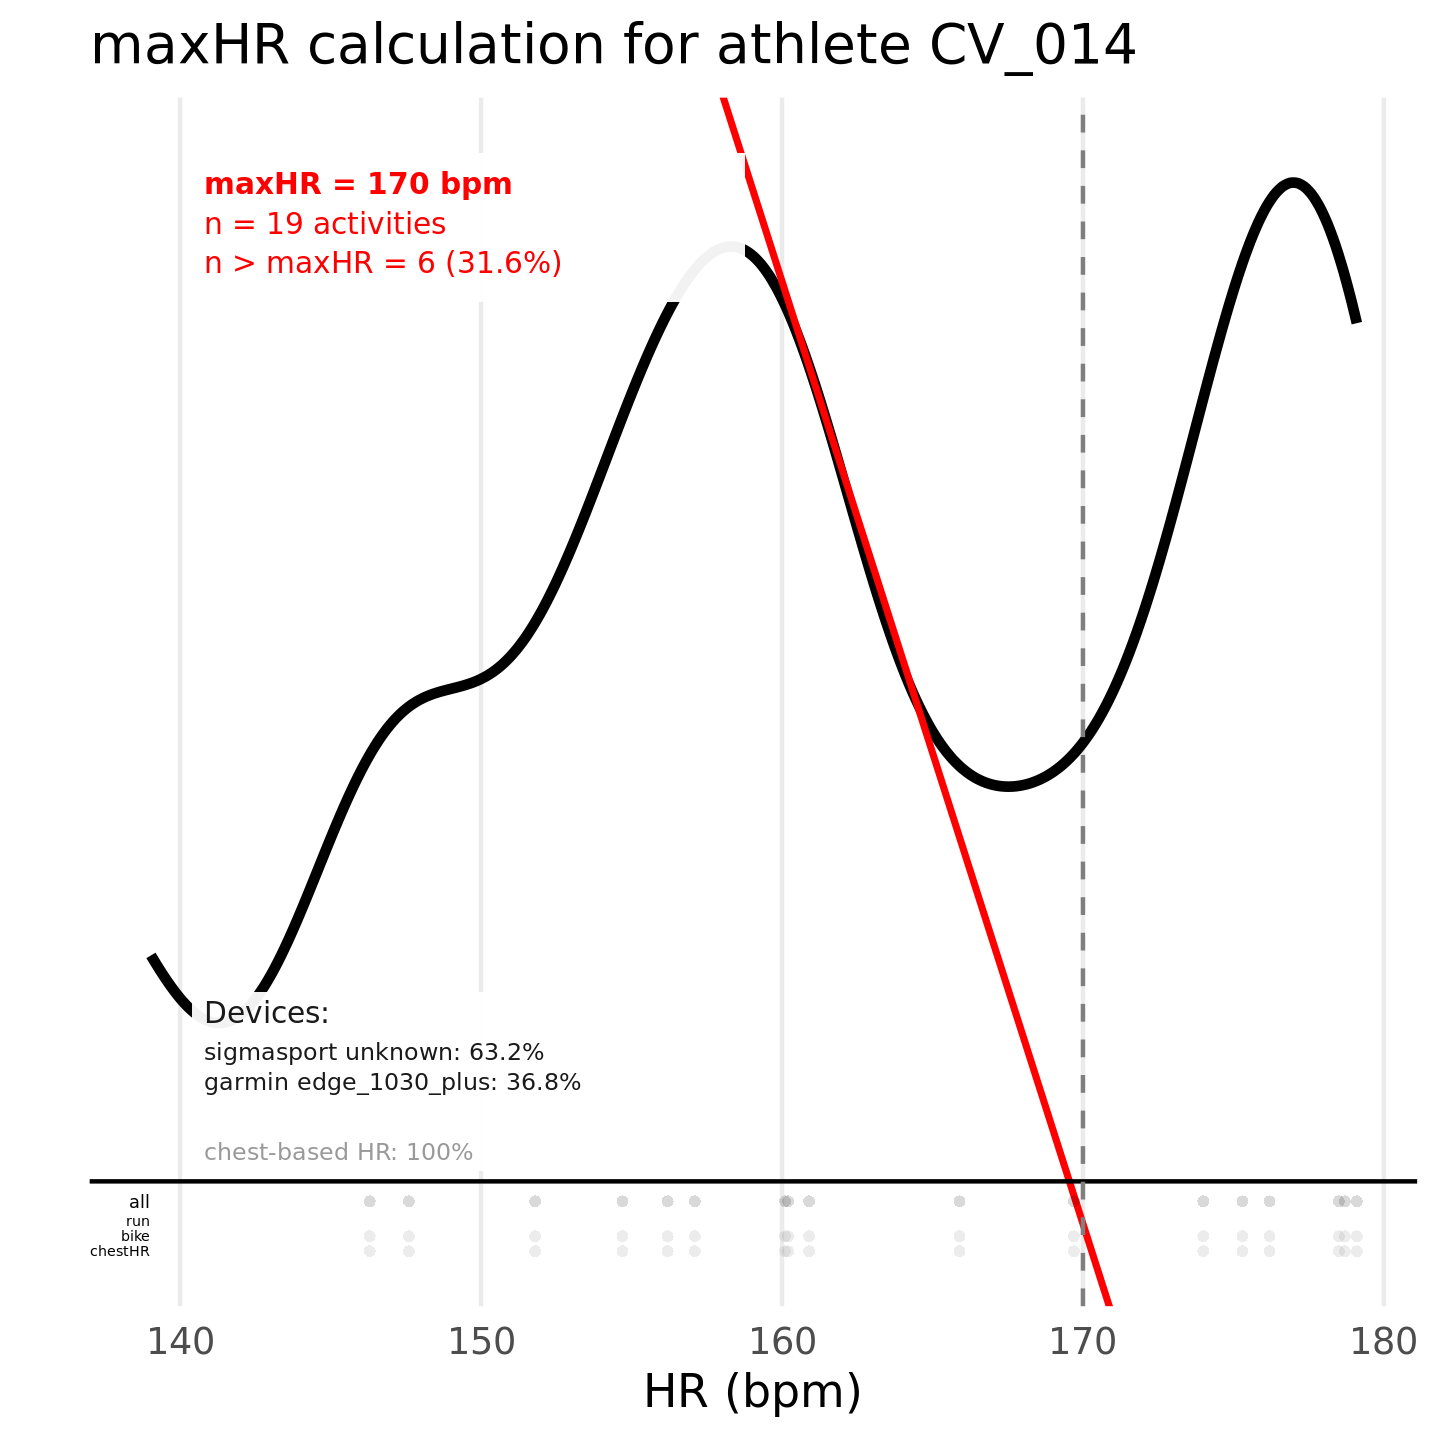 maxHR calculation for athlete CV_014
maxHR = 170 bpm
n = 19 activities
n > maxHR = 6 (31.6%)
Devices:
sigmasport unknown: 63.2%
garmin edge_1030_plus: 36.8%
chest-based HR: 100%
all
run
bike
chestHR
140 150 160 170 180
HR (bpm)